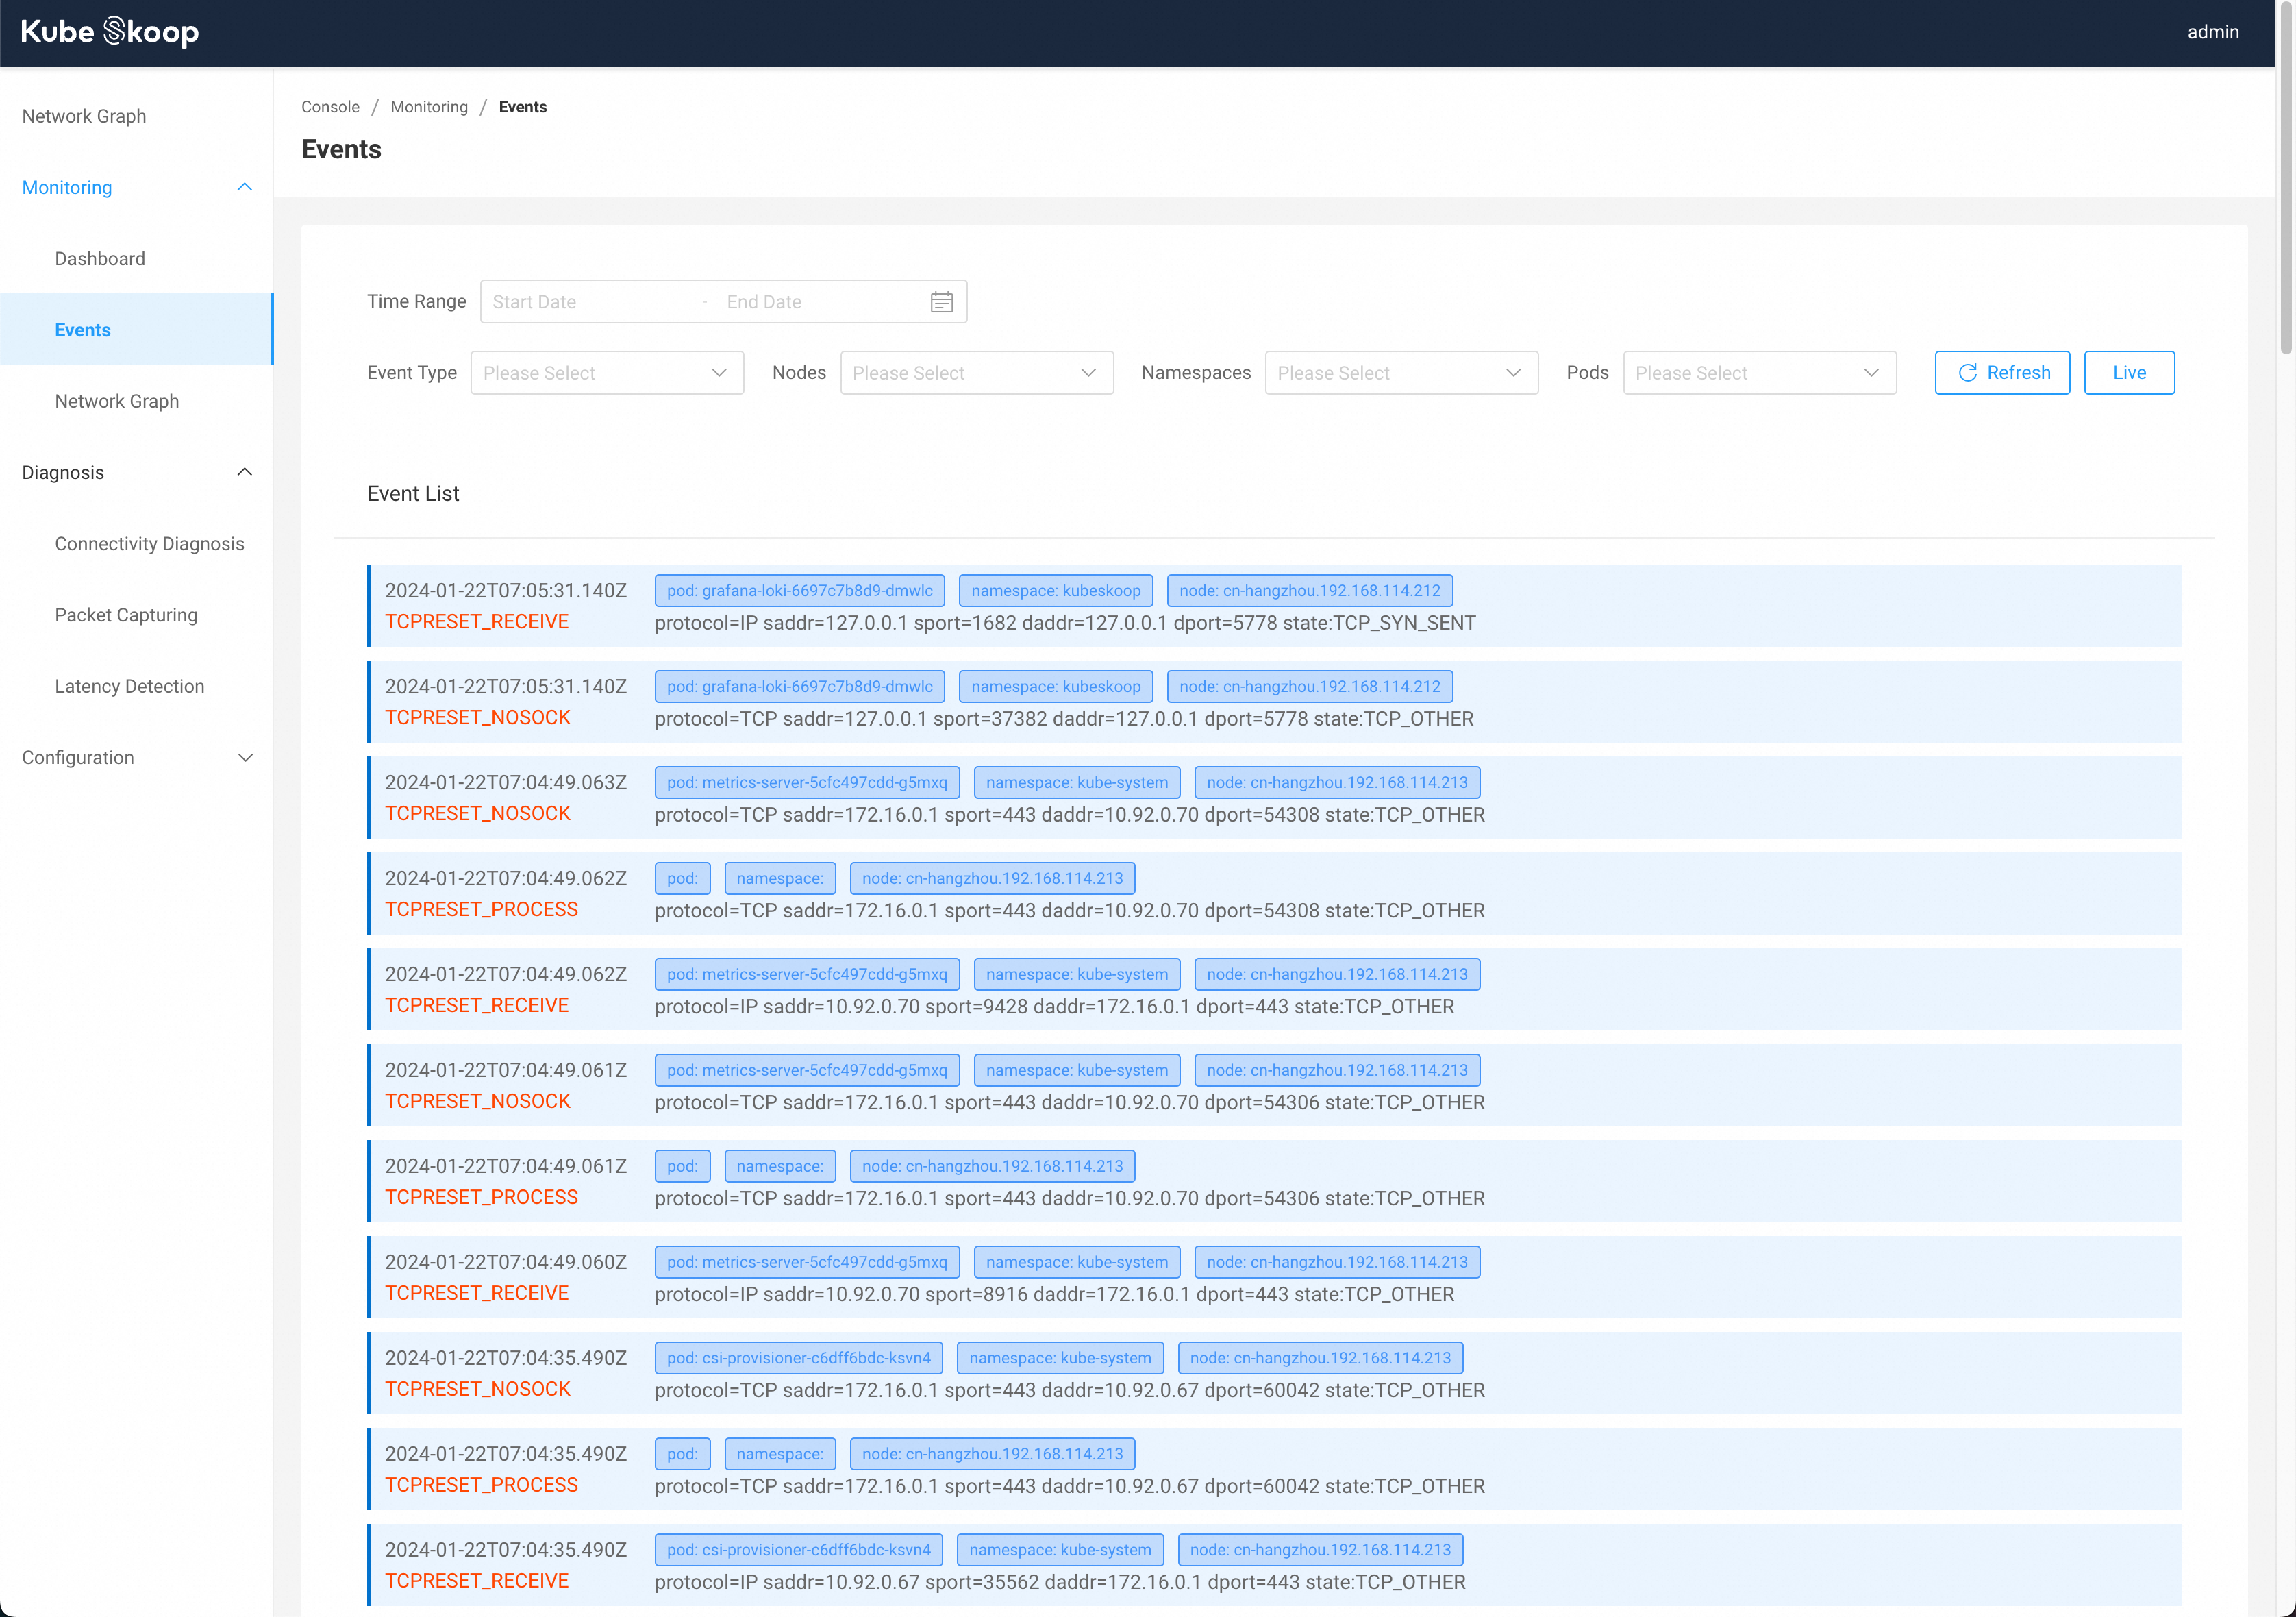 Kube Skoop
admin
Network Graph
Monitoring
Dashboard
Events
Network Graph
Diagnosis
Connectivity Diagnosis
Packet Capturing
Latency Detection
Configuration
Console / Monitoring / Events
Events
Time Range Start Date - End Date
Event Type Please Select Nodes Please Select Namespaces Please Select Pods Please Select Refresh Live
Event List
2024-01-22T07:05:31.140Z pod: grafana-loki-6697c7b8d9-dmwlc namespace: kubeskoop node: cn-hangzhou.192.168.114.212
TCPRESET_RECEIVE protocol=IP saddr=127.0.0.1 sport=1682 daddr=127.0.0.1 dport=5778 state:TCP_SYN_SENT
2024-01-22T07:05:31.140Z pod: grafana-loki-6697c7b8d9-dmwlc namespace: kubeskoop node: cn-hangzhou.192.168.114.212
TCPRESET_NOSOCK protocol=TCP saddr=127.0.0.1 sport=37382 daddr=127.0.0.1 dport=5778 state:TCP_OTHER
2024-01-22T07:04:49.063Z pod: metrics-server-5cfc497cdd-g5mxq namespace: kube-system node: cn-hangzhou.192.168.114.213
TCPRESET_NOSOCK protocol=TCP saddr=172.16.0.1 sport=443 daddr=10.92.0.70 dport=54308 state:TCP_OTHER
2024-01-22T07:04:49.062Z pod: namespace: node: cn-hangzhou.192.168.114.213
TCPRESET_PROCESS protocol=TCP saddr=172.16.0.1 sport=443 daddr=10.92.0.70 dport=54308 state:TCP_OTHER
2024-01-22T07:04:49.062Z pod: metrics-server-5cfc497cdd-g5mxq namespace: kube-system node: cn-hangzhou.192.168.114.213
TCPRESET_RECEIVE protocol=IP saddr=10.92.0.70 sport=9428 daddr=172.16.0.1 dport=443 state:TCP_OTHER
2024-01-22T07:04:49.061Z pod: metrics-server-5cfc497cdd-g5mxq namespace: kube-system node: cn-hangzhou.192.168.114.213
TCPRESET_NOSOCK protocol=TCP saddr=172.16.0.1 sport=443 daddr=10.92.0.70 dport=54306 state:TCP_OTHER
2024-01-22T07:04:49.061Z pod: namespace: node: cn-hangzhou.192.168.114.213
TCPRESET_PROCESS protocol=TCP saddr=172.16.0.1 sport=443 daddr=10.92.0.70 dport=54306 state:TCP_OTHER
2024-01-22T07:04:49.060Z pod: metrics-server-5cfc497cdd-g5mxq namespace: kube-system node: cn-hangzhou.192.168.114.213
TCPRESET_RECEIVE protocol=IP saddr=10.92.0.70 sport=8916 daddr=172.16.0.1 dport=443 state:TCP_OTHER
2024-01-22T07:04:35.490Z pod: csi-provisioner-c6dff6bdc-ksvn4 namespace: kube-system node: cn-hangzhou.192.168.114.213
TCPRESET_NOSOCK protocol=TCP saddr=172.16.0.1 sport=443 daddr=10.92.0.67 dport=60042 state:TCP_OTHER
2024-01-22T07:04:35.490Z pod: namespace: node: cn-hangzhou.192.168.114.213
TCPRESET_PROCESS protocol=TCP saddr=172.16.0.1 sport=443 daddr=10.92.0.67 dport=60042 state:TCP_OTHER
2024-01-22T07:04:35.490Z pod: csi-provisioner-c6dff6bdc-ksvn4 namespace: kube-system node: cn-hangzhou.192.168.114.213
TCPRESET_RECEIVE protocol=IP saddr=10.92.0.67 sport=35562 daddr=172.16.0.1 dport=443 state:TCP_OTHER